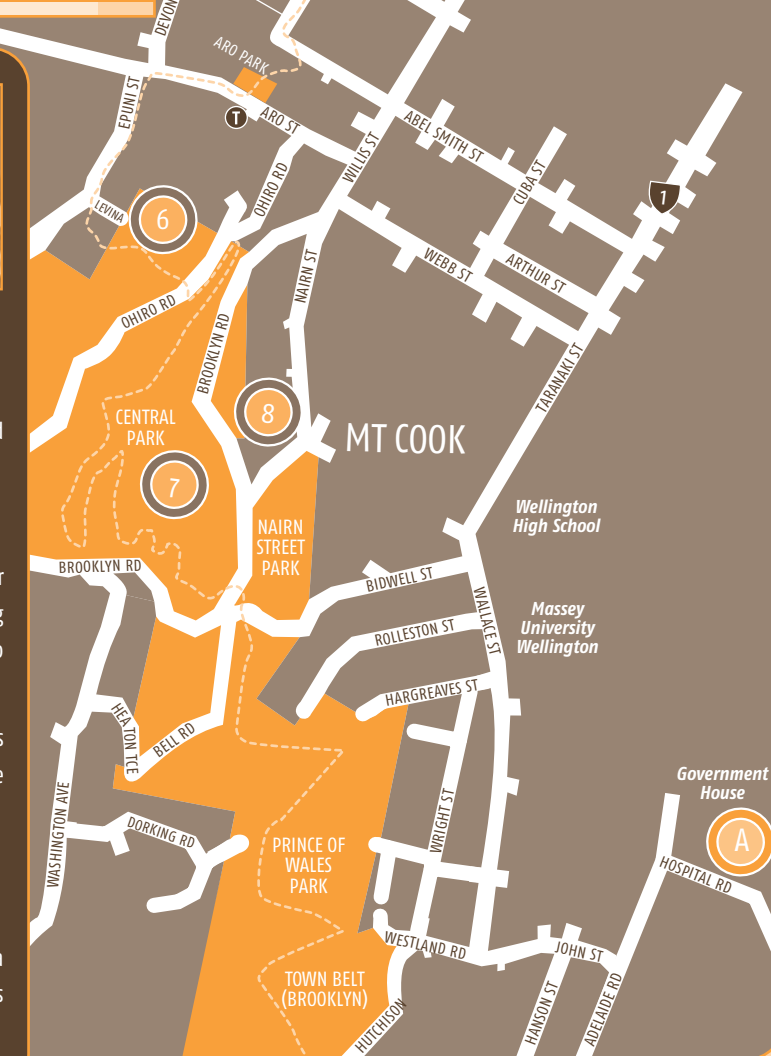 DEVON
ARO PARK
EPUNI ST
T
ARO ST
ABEL SMITH ST
WILLIS ST
CUBA ST
1
OHIRO RD
LEVINA
6
WEBB ST
ARTHUR ST
NAIRN ST
OHIRO RD
BROOKLYN RD
TARANAKI ST
CENTRAL
PARK
8
MT COOK
7
Wellington
High School
NAIRN
STREET
PARK
BROOKLYN RD
BIDWELL ST
WALLACE ST
Massey
University
Wellington
ROLLESTON ST
HARGREAVES ST
HEATON TCE
BELL RD
Government
House
A
WASHINGTON AVE
DORKING RD
WRIGHT ST
PRINCE OF
WALES
PARK
HOSPITAL RD
WESTLAND RD
JOHN ST
TOWN BELT
(BROOKLYN)
HUTCHISON
HANSON ST
ADELAIDE RD